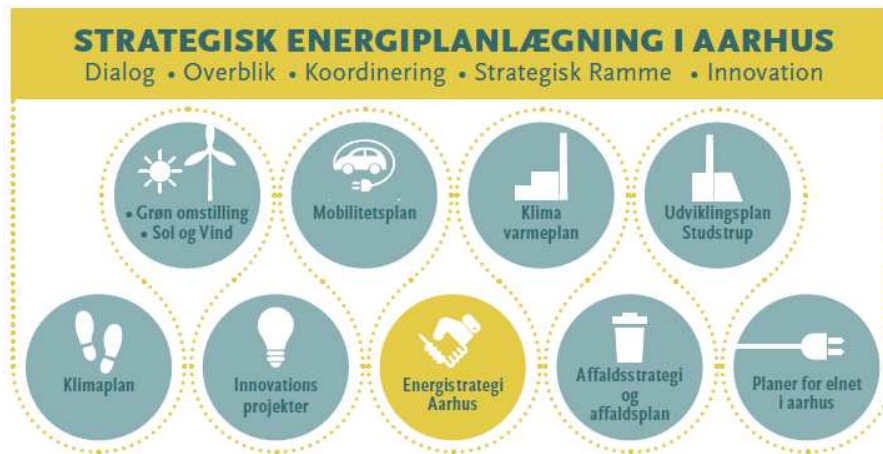 STRATEGISK ENERGIPLANLÆGNING I AARHUS
Dialog • Overblik • Koordinering • Strategisk Ramme • Innovation
• Grøn omstilling
• Sol og Vind
Mobilitetsplan
Klima
varmeplan
Udviklingsplan
Studstrup
Klimaplan
Innovations
projekter
Energistrategi
Aarhus
Affaldsstrategi
og
affaldsplan
Planer for elnet
i aarhus